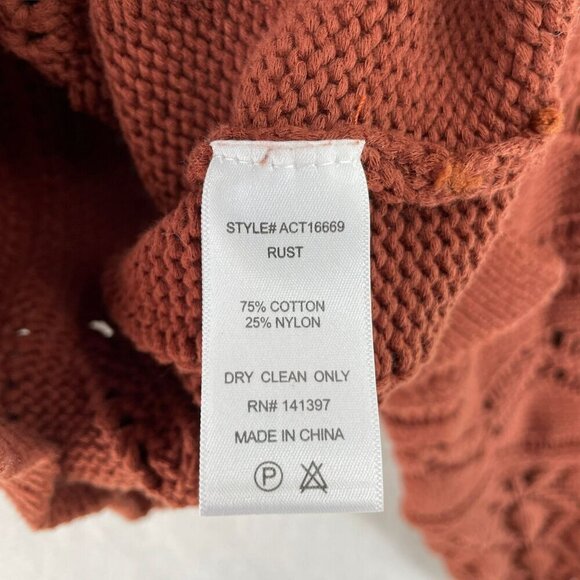 STYLE# ACT16669
RUST
75% COTTON
25% NYLON
DRY CLEAN ONLY
RN# 141397
MADE IN CHINA
P